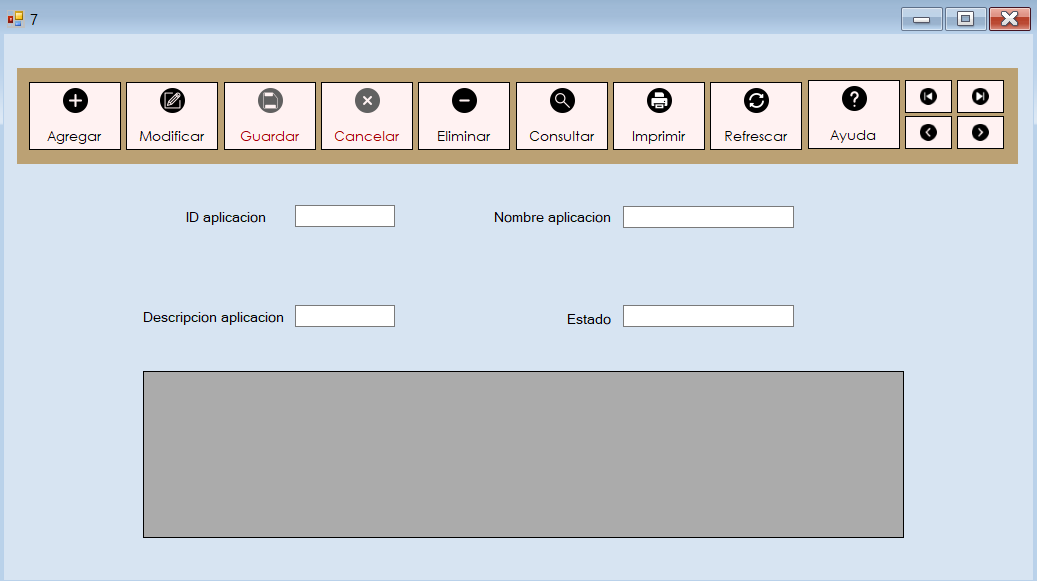 7
Agregar Modificar Guardar Cancelar Eliminar Consultar Imprimir Refrescar Ayuda
ID aplicacion Nombre aplicacion
Descripcion aplicacion Estado